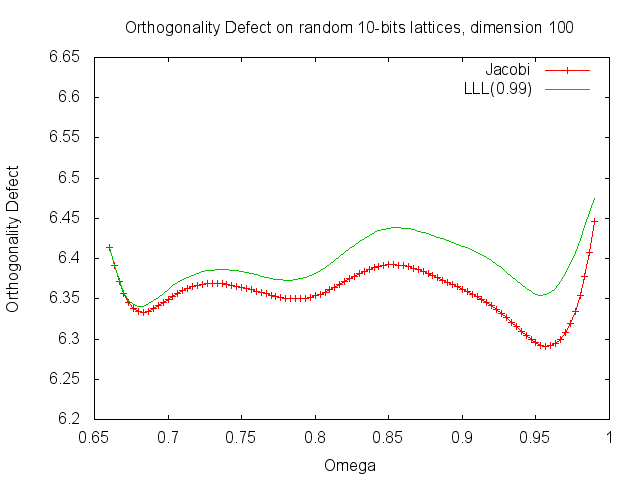 Orthogonality Defect on random 10-bits lattices, dimension 100
Jacobi
LLL(0.99)
Orthogonality Defect
6.65
6.6
6.55
6.5
6.45
6.4
6.35
6.3
6.25
6.2
0.65 0.7 0.75 0.8 0.85 0.9 0.95 1
Omega